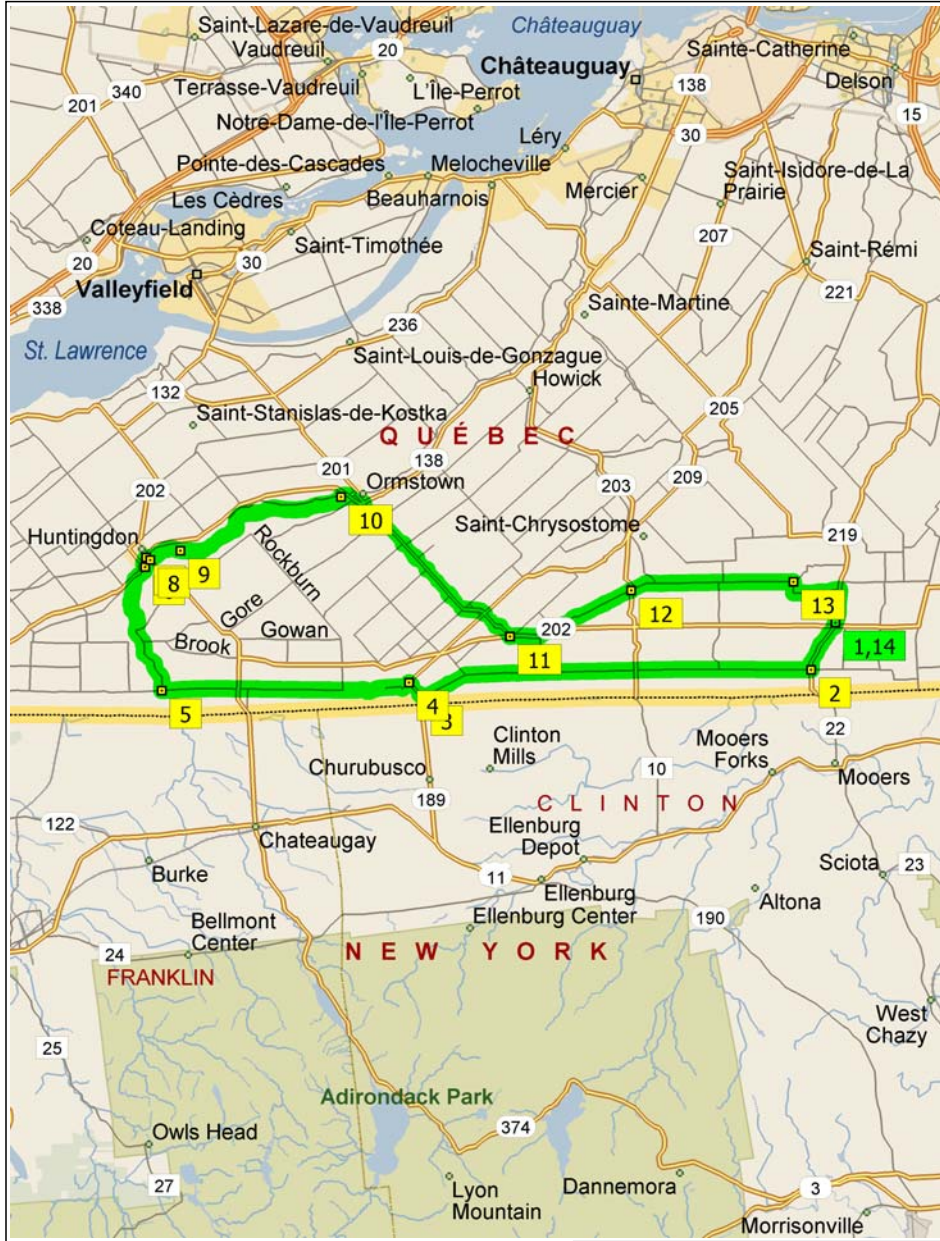 Châteauguay
Saint-Lazare-de-Vaudreuil
Vaudreuil
20
Sainte-Catherine
Châteauguay
340
Terrasse-Vaudreuil
L'Île-Perrot
138
Delson
201
15
Notre-Dame-de-l'Île-Perrot
Léry
30
Pointe-des-Cascades
Melocheville
Saint-Isidore-de-La
Prairie
Les Cèdres
Beauharnois
Mercier
Coteau-Landing
Saint-Timothée
207
20
30
Saint-Rémi
Valleyfield
221
338
Sainte-Martine
236
St. Lawrence
Saint-Louis-de-Gonzague
Howick
132
205
Saint-Stanislas-de-Kostka
QUÉBEC
138
201
Ormstown
202
203
209
10
Saint-Chrysostome
219
Huntingdon
Rockburn
8
9
Gore
12
13
Brook
Gowan
202
1,14
11
2
5
4
3
22
Clinton
Mills
Mooers
Forks
Churubusco
10
Mooers
189
CLINTON
122
Chateaugay
Ellenburg
Depot
Sciota
23
Burke
11
Ellenburg
Altona
Ellenburg Center
190
Bellmont
Center
24
NEW YORK
FRANKLIN
West
Chazy
25
Adirondack Park
374
Owls Head
27
Lyon
Mountain
Dannemora
3
Morrisonville